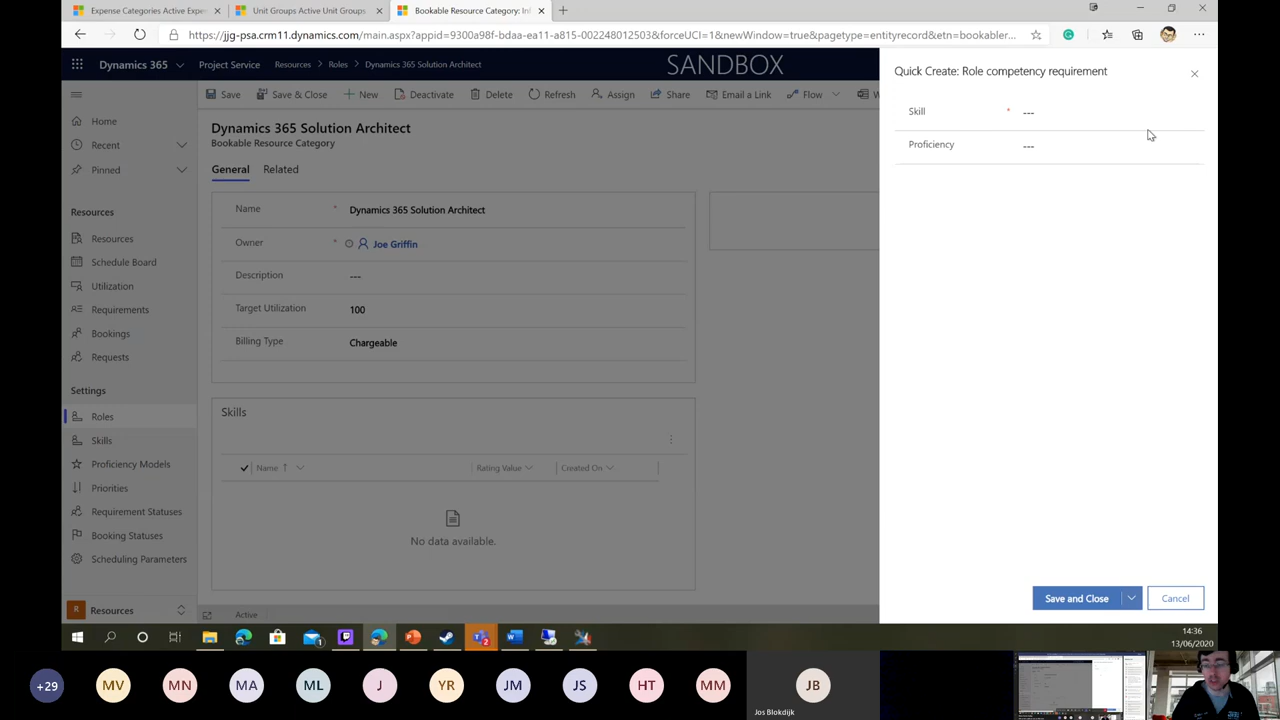 Expense Categories Active Expen
Unit Groups Active Unit Groups
Bookable Resource Category: Inf
https://jjg-psa.crm11.dynamics.com/main.aspx?appid=9300a98f-bdaa-ea11-a815-002248012503&forceUCI=1&newWindow=true&pagetype=entityrecord&etn=bookabler...
Dynamics 365
Project Service
Resources
Roles
Dynamics 365 Solution Architect
SANDBOX
Quick Create: Role competency requirement
Save
Save & Close
New
Deactivate
Delete
Refresh
Assign
Share
Email a Link
Flow
W
Skill
*
---
Proficiency
---
Home
Recent
Pinned
Resources
Resources
Schedule Board
Utilization
Requirements
Bookings
Requests
Settings
Roles
Skills
Proficiency Models
Priorities
Requirement Statuses
Booking Statuses
Scheduling Parameters
R
Resources
Dynamics 365 Solution Architect
Bookable Resource Category
General
Related
Name * Dynamics 365 Solution Architect
Owner * Joe Griffin
Description ---
Target Utilization 100
Billing Type Chargeable
Skills
Name ↑
Rating Value
Created On
No data available.
Active
Save and Close
Cancel
14:36
13/06/2020
+29
MV
MN
MA
ML
J
VR
JM
JS
HT
MM
JB
Jos Blokdijk